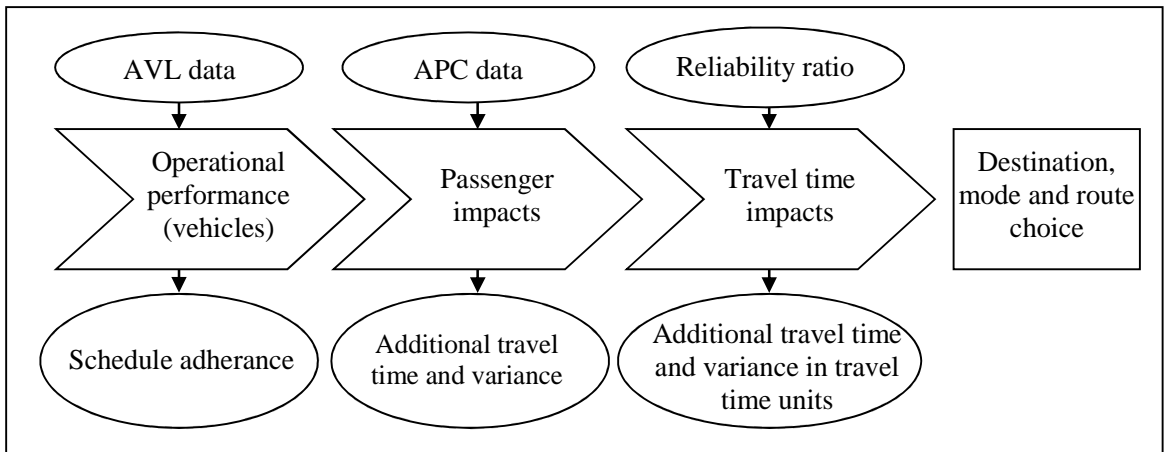 AVL data
APC data
Reliability ratio
Operational
performance
(vehicles)
Passenger
impacts
Travel time
impacts
Destination,
mode and route
choice
Schedule adherance
Additional travel
time and variance
Additional travel time
and variance in travel
time units